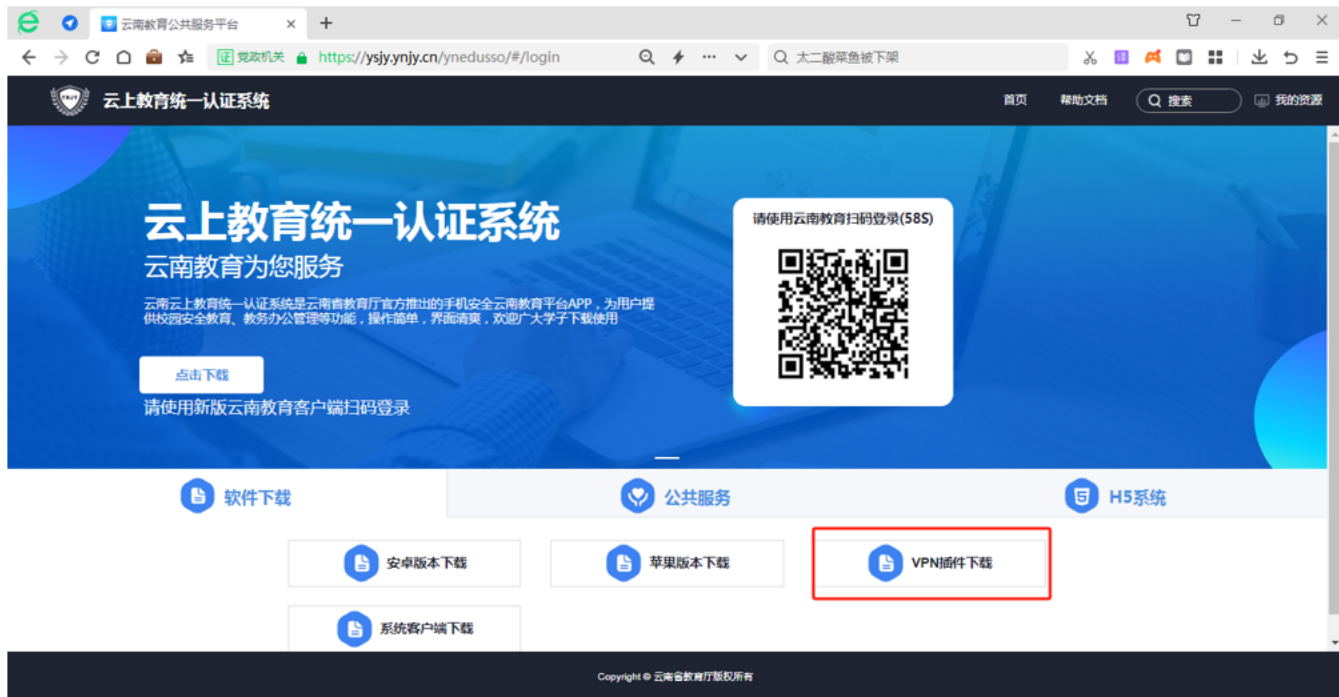 云南教育公共服务平台
证 党政机关 https://ysjy.ynjy.cn/ynedusso/#/login 太二酸菜鱼被下架
云上教育统一认证系统 首页 帮助文档 搜索 我的资源
云上教育统一认证系统
云南教育为您服务
云南云上教育统一认证系统是云南省教育厅官方推出的手机安全云南教育平台APP，为用户提
供校园安全教育、教务办公管理等功能，操作简单，界面清爽，欢迎广大学子下载使用
点击下载
请使用新版云南教育客户端扫码登录
请使用云南教育扫码登录(58S)
软件下载 公共服务 H5系统
安卓版本下载 苹果版本下载 VPN插件下载
系统客户端下载
Copyright © 云南省教育厅版权所有